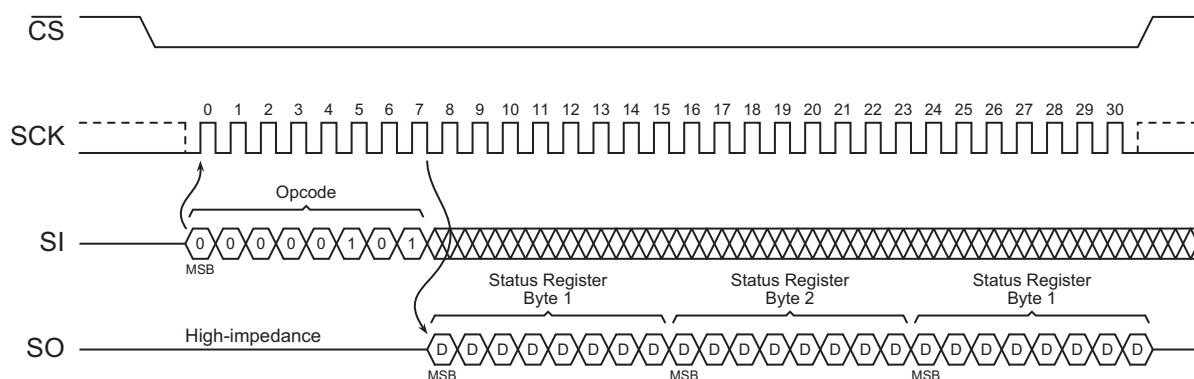 CS
0 1 2 3 4 5 6 7 8 9 10 11 12 13 14 15 16 17 18 19 20 21 22 23 24 25 26 27 28 29 30
SCK
Opcode
SI
0 0 0 0 0 1 0 1
MSB
Status Register
Byte 1
Status Register
Byte 2
Status Register
Byte 1
High-impedance
SO
D D D D D D D D D D D D D D D D D D D D D D D D
MSB
MSB
MSB